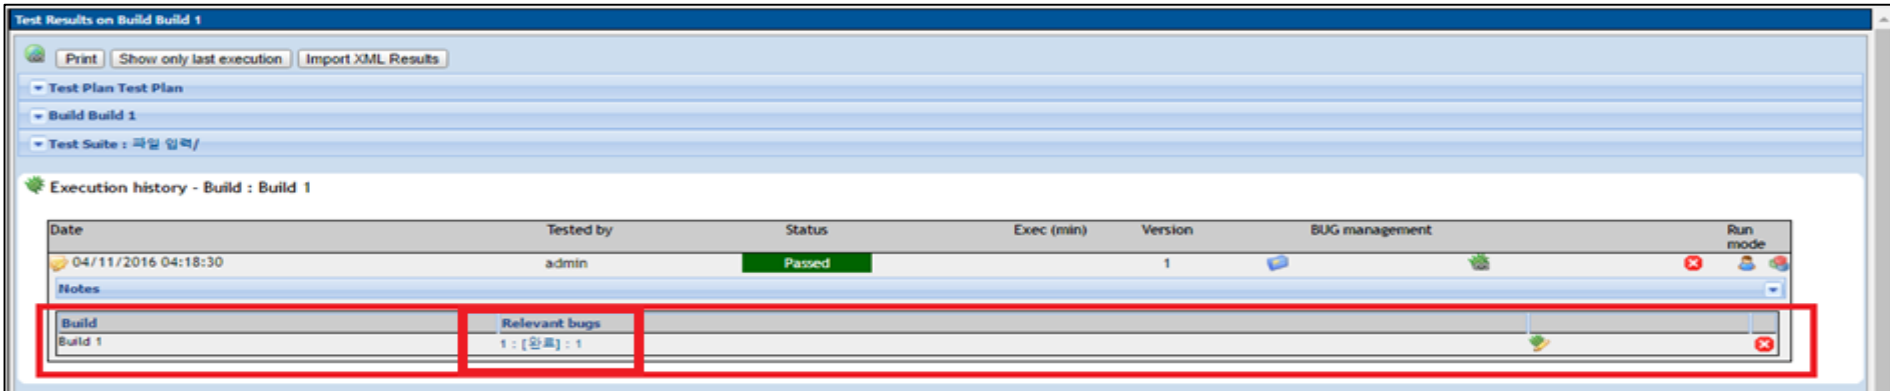 Test Results on Build Build 1
Print Show only last execution Import XML Results
Test Plan Test Plan
Build Build 1
Test Suite : 파일 입력/
Execution history - Build : Build 1
Date Tested by Status Exec (min) Version BUG management Run mode
04/11/2016 04:18:30 admin Passed 1
Notes
Build Relevant bugs
Build 1 1 : [완료] : 1